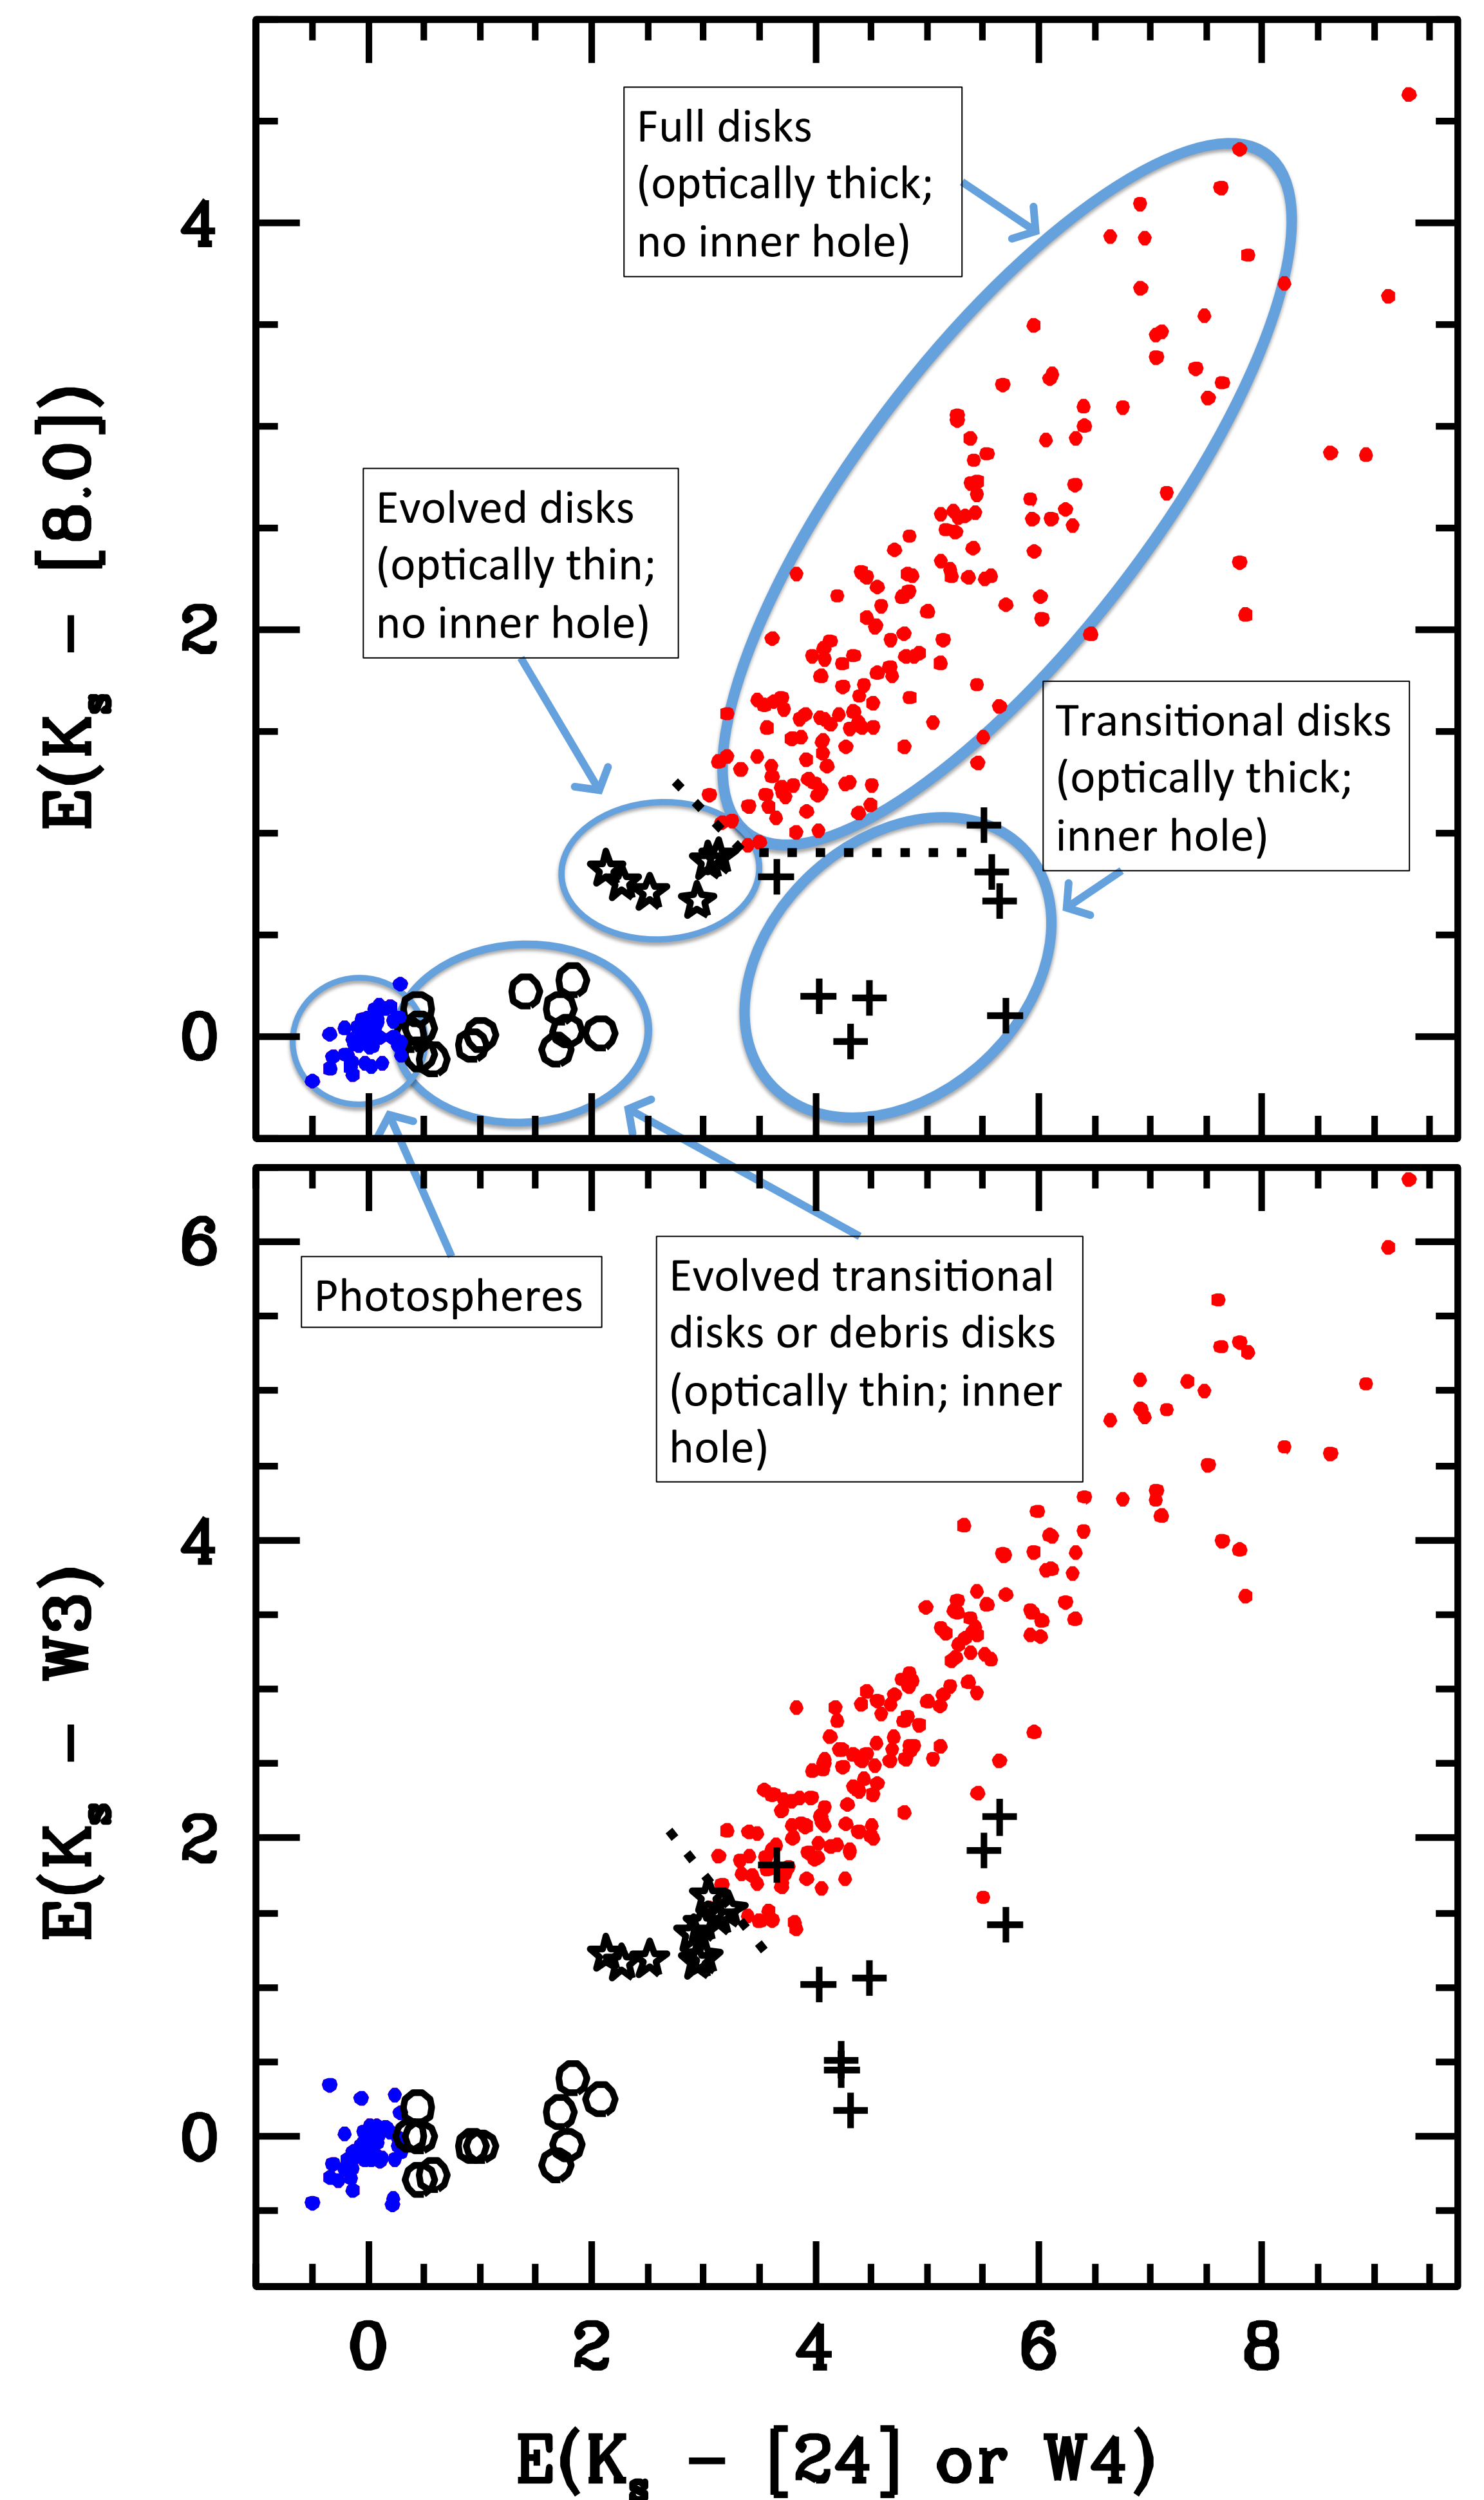 Full disks
(optically thick;
no inner hole)
4
Evolved disks
(optically thin;
no inner hole)
E(Ks − [8.0])
2
Transitional disks
(optically thick;
inner hole)
0
6
Photospheres
Evolved transitional
disks or debris disks
(optically thin; inner
hole)
4
E(Ks − W3)
2
0
0 2 4 6 8
E(Ks − [24] or W4)